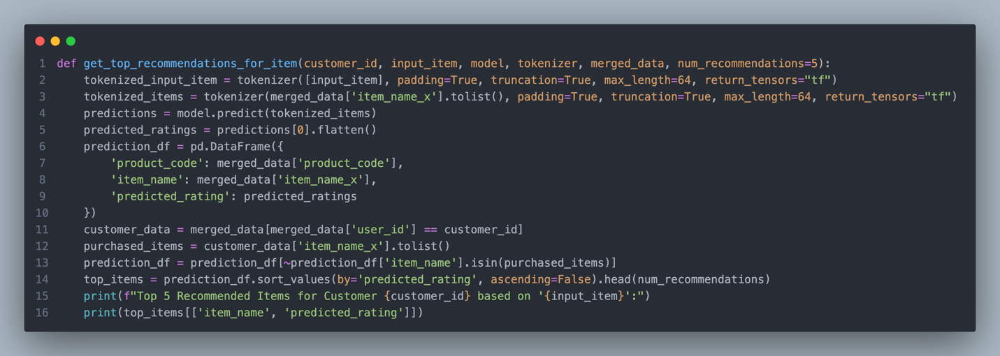 1 def get_top_recommendations_for_item(customer_id, input_item, model, tokenizer, merged_data, num_recommendations=5):
2     tokenized_input_item = tokenizer([input_item], padding=True, truncation=True, max_length=64, return_tensors="tf")
3     tokenized_items = tokenizer(merged_data['item_name_x'].tolist(), padding=True, truncation=True, max_length=64, return_tensors="tf")
4     predictions = model.predict(tokenized_items)
5     predicted_ratings = predictions[0].flatten()
6     prediction_df = pd.DataFrame({
7         'product_code': merged_data['product_code'],
8         'item_name': merged_data['item_name_x'],
9         'predicted_rating': predicted_ratings
10     })
11     customer_data = merged_data[merged_data['user_id'] == customer_id]
12     purchased_items = customer_data['item_name_x'].tolist()
13     prediction_df = prediction_df[~prediction_df['item_name'].isin(purchased_items)]
14     top_items = prediction_df.sort_values(by='predicted_rating', ascending=False).head(num_recommendations)
15     print(f"Top 5 Recommended Items for Customer {customer_id} based on '{input_item}':")
16     print(top_items[['item_name', 'predicted_rating']])